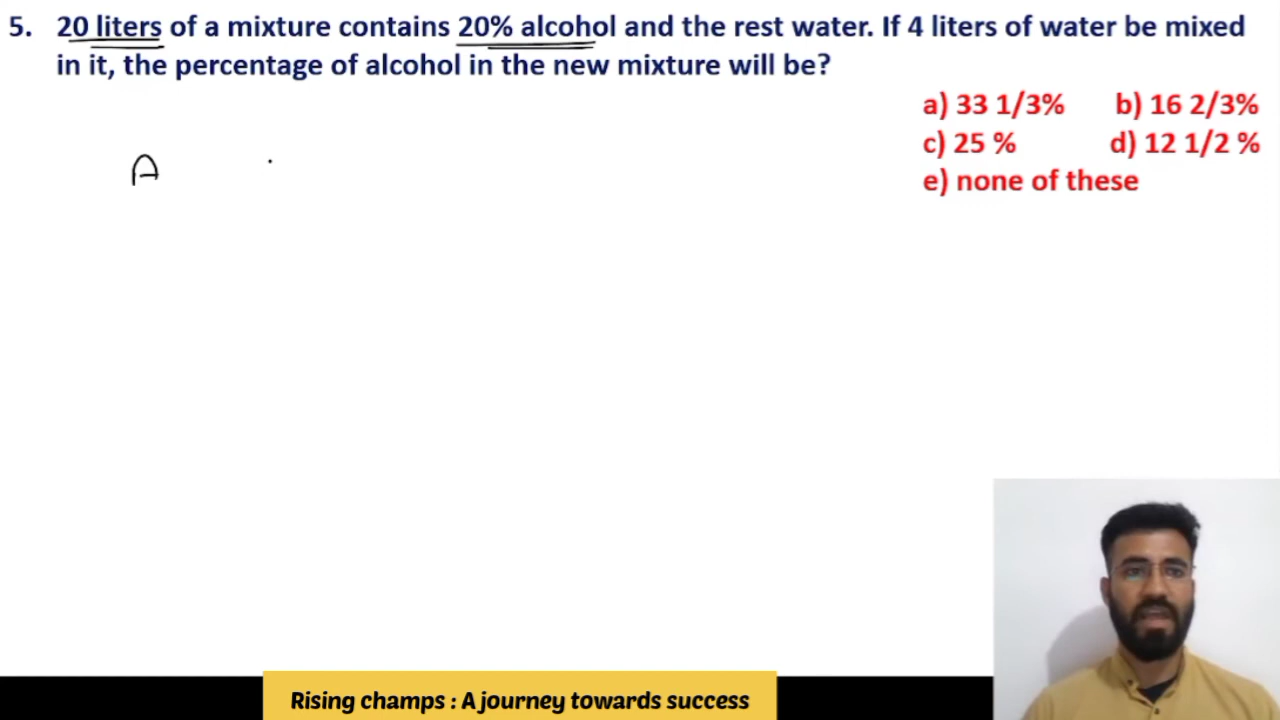 5. 20 liters of a mixture contains 20% alcohol and the rest water. If 4 liters of water be mixed
in it, the percentage of alcohol in the new mixture will be?
a) 33 1/3% b) 16 2/3%
c) 25 % d) 12 1/2 %
e) none of these
A
Rising champs : A journey towards success